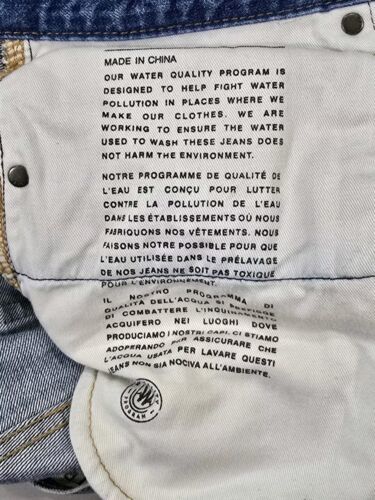 MADE IN CHINA
OUR WATER QUALITY PROGRAM IS
DESIGNED TO HELP FIGHT WATER
POLLUTION IN PLACES WHERE WE
MAKE OUR CLOTHES. WE ARE
WORKING TO ENSURE THE WATER
USED TO WASH THESE JEANS DOES
NOT HARM THE ENVIRONMENT.
NOTRE PROGRAMME DE QUALITÉ DE
L'EAU EST CONÇU POUR LUTTER
CONTRE LA POLLUTION DE L'EAU
DANS LES ÉTABLISSEMENTS OÙ NOUS
FABRIQUONS NOS VÊTEMENTS. NOUS
FAISONS NOTRE POSSIBLE POUR QUE
L'EAU UTILISÉE DANS LE PRÉLAVAGE
DE NOS JEANS NE SOIT PAS TOXIQUE
POUR L'ENVIRONNEMENT.
IL NOSTRO PROGRAMMA DI
QUALITÀ DELL'ACQUA SI PREFIGGE
DI COMBATTERE L'INQUINAMENTO
ACQUIFERO NEI LUOGHI DOVE
PRODUCIAMO I NOSTRI CAPI. CI STIAMO
ADOPERANDO PER ASSICURARE CHE
L'ACQUA USATA PER LAVARE QUESTI
JEANS NON SIA NOCIVA ALL'AMBIENTE.